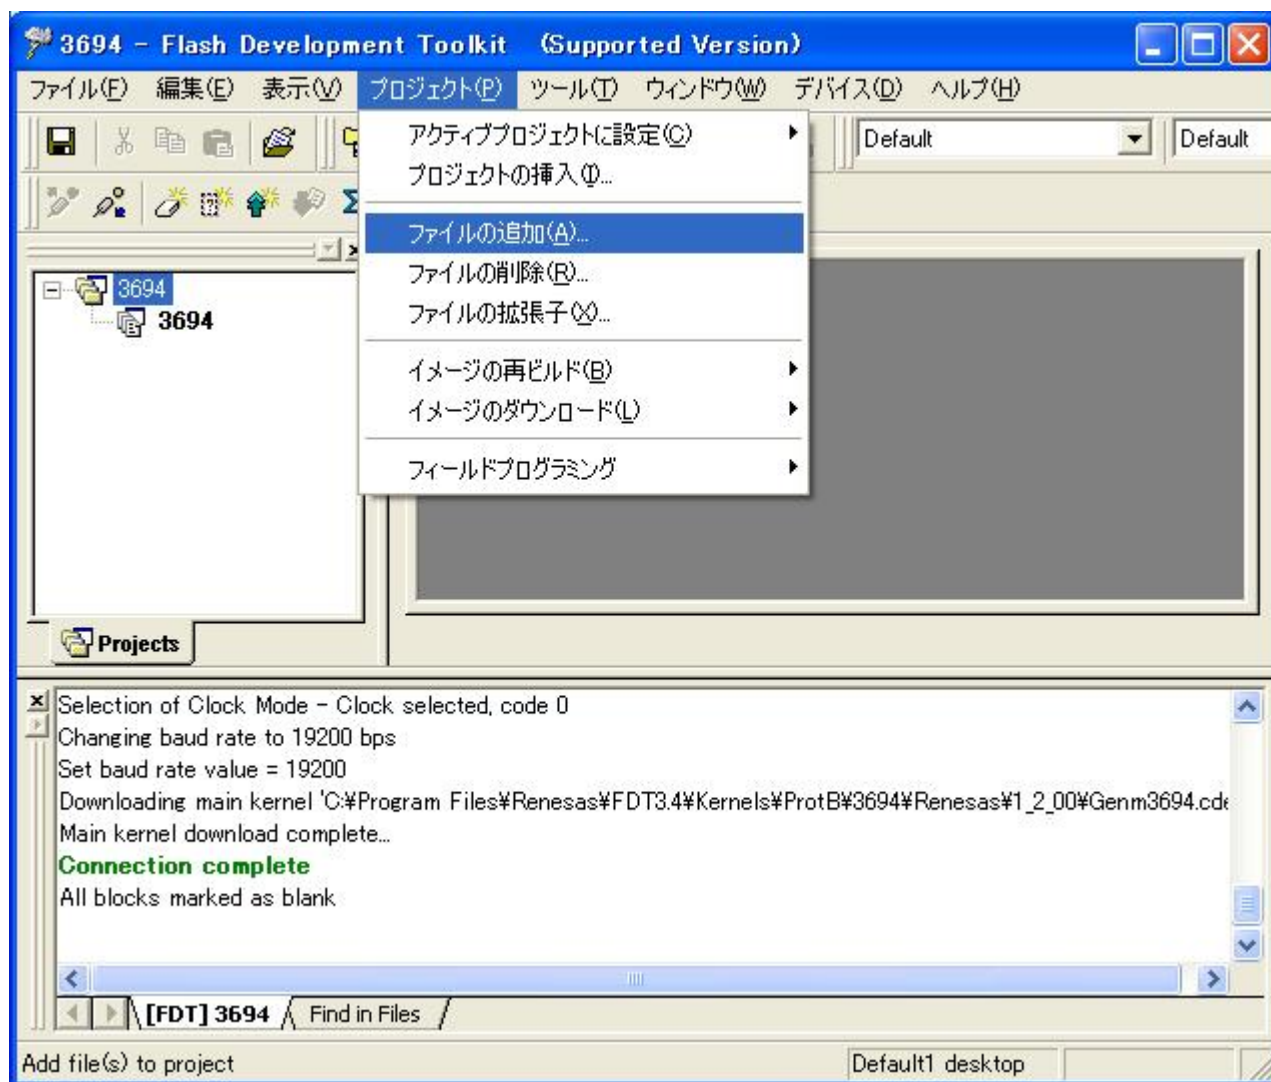 3694 - Flash Development Toolkit (Supported Version)
ファイル(F) 編集(E) 表示(V) プロジェクト(P) ツール(T) ウィンドウ(W) デバイス(D) ヘルプ(H)
Default Default
アクティブプロジェクトに設定(C)
プロジェクトの挿入(I)...
ファイルの追加(A)...
ファイルの削除(R)...
ファイルの拡張子(X)...
イメージの再ビルド(B)
イメージのダウンロード(L)
フィールドプログラミング
3694
3694
Projects
Selection of Clock Mode - Clock selected, code 0
Changing baud rate to 19200 bps
Set baud rate value = 19200
Downloading main kernel 'C:¥Program Files¥Renesas¥FDT3.4¥Kernels¥ProtB¥3694¥Renesas¥1_2_00¥Genm3694.cde
Main kernel download complete...
Connection complete
All blocks marked as blank
[FDT] 3694 Find in Files
Add file(s) to project Default1 desktop